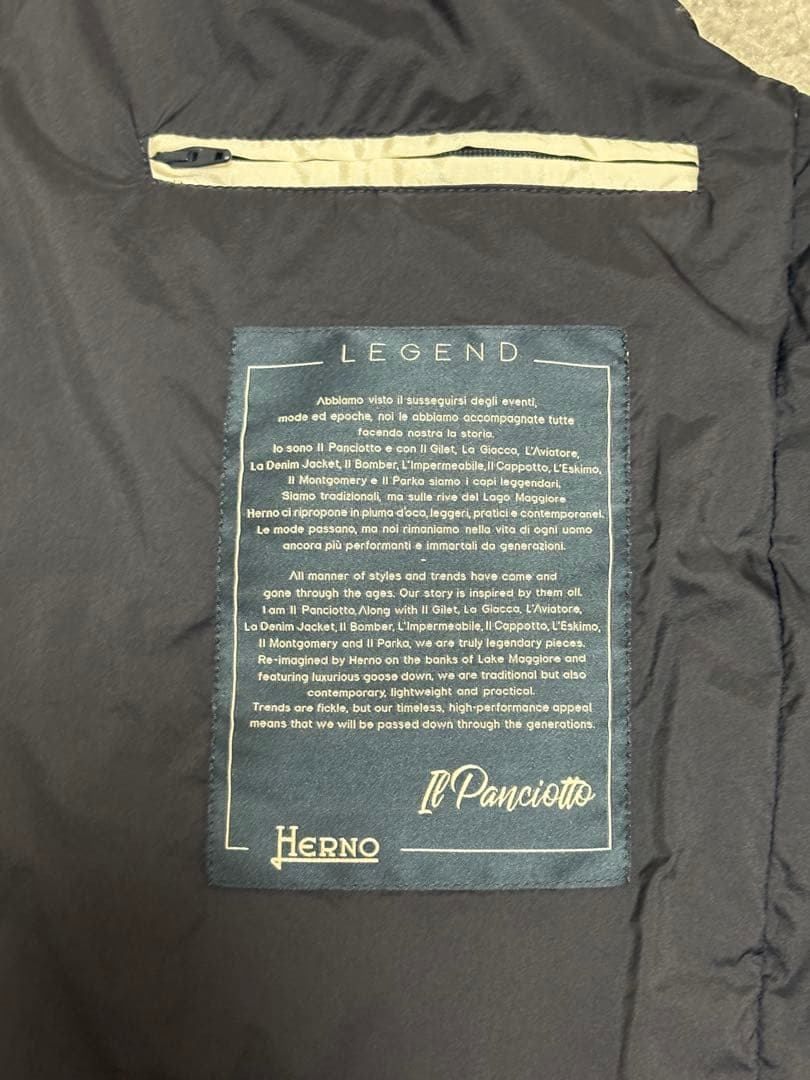 LEGEND
Abbiamo visto il susseguirsi degli eventi,
mode ed epoche, noi le abbiamo accompagnate tutte
facendo nostra la storia.
Io sono Il Panciotto e con Il Gilet, La Giacca, L'Aviatore,
La Denim Jacket, Il Bomber, L'Impermeabile, Il Cappotto, L'Eskimo,
Il Montgomery e Il Parka siamo i capi leggendari.
Siamo tradizionali, ma sulle rive del Lago Maggiore
Herno ci ripropone in piuma d'oca, leggeri, pratici e contemporanei.
Le mode passano, ma noi rimaniamo nella vita di ogni uomo
ancora più performanti e immortali da generazioni.
-
All manner of styles and trends have come and
gone through the ages. Our story is inspired by them all.
I am Il Panciotto, Along with Il Gilet, La Giacca, L'Aviatore,
La Denim Jacket, Il Bomber, L'Impermeabile, Il Cappotto, L'Eskimo,
Il Montgomery and Il Parka, we are truly legendary pieces.
Re-imagined by Herno on the banks of Lake Maggiore and
featuring luxurious goose down, we are traditional but also
contemporary, lightweight and practical.
Trends are fickle, but our timeless, high-performance appeal
means that we will be passed down through the generations.
Il Panciotto
HERNO